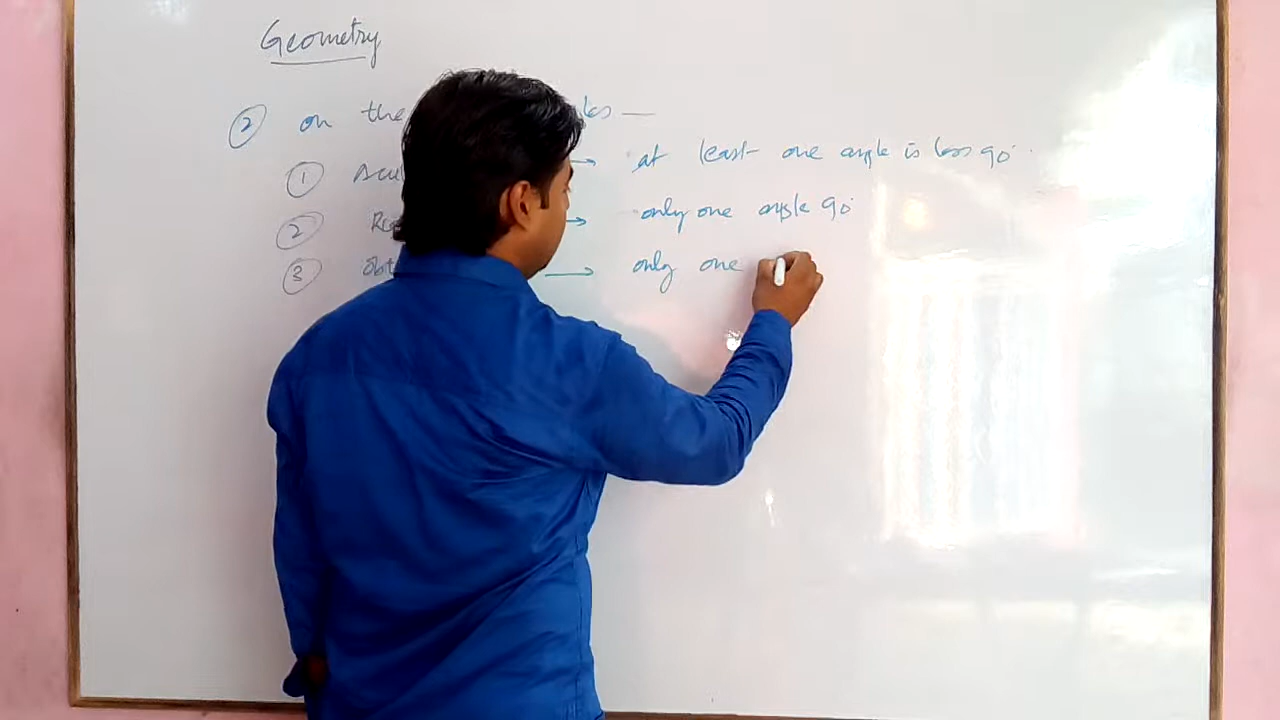 Geometry
② on the
① → at least one angle is less 90°
② → only one angle 90°
③ → only one